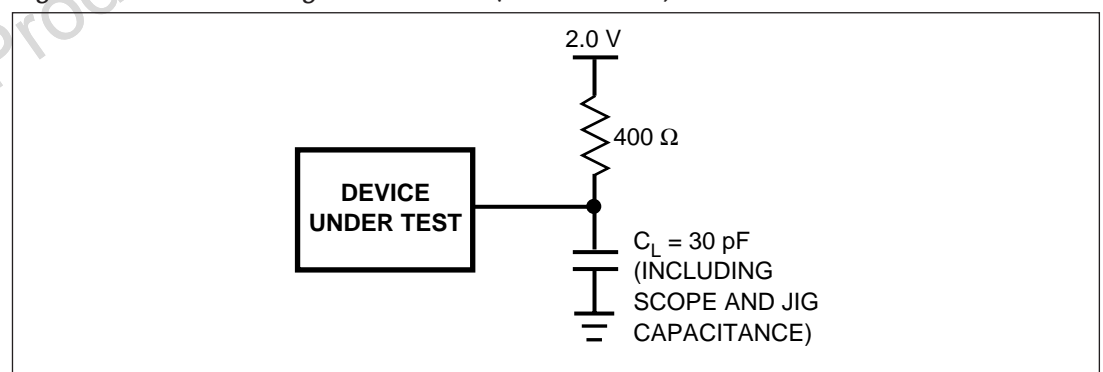 2.0 V
400 Ω
DEVICE
UNDER TEST
C_L = 30 pF
(INCLUDING
SCOPE AND JIG
CAPACITANCE)